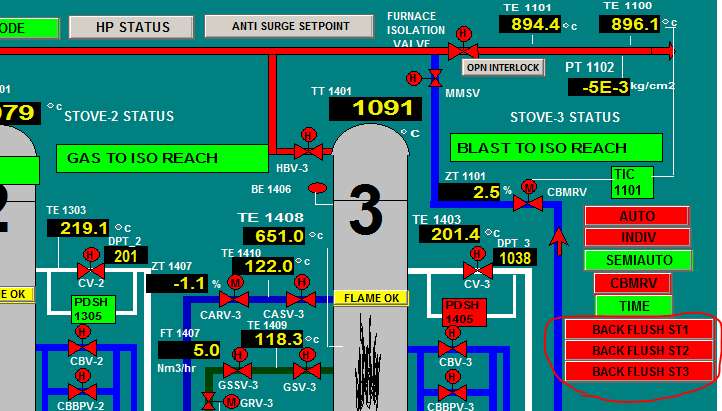 ODE
HP STATUS
ANTI SURGE SETPOINT
FURNACE
ISOLATION
VALVE
H
TE 1101
894.4 °c
TE 1100
896.1 °c
OPN INTERLOCK
PT 1102
-5E-3 kg/cm2
H
MMSV
01
079 °c
STOVE-2 STATUS
TT 1401
1091
°C
STOVE-3 STATUS
GAS TO ISO REACH
H
HBV-3
BLAST TO ISO REACH
BE 1406
ZT 1101
2.5 %
H
CBMRV
TIC
1101
2
3
TE 1303
219.1 °c
DPT_2
201
H
CV-2
TE 1408
651.0 °c
TE 1410
122.0 °c
ZT 1407
-1.1 %
M
CARV-3
H
CASV-3
TE 1403
201.4 °c
DPT_3
1038
H
CV-3
AUTO
INDIV
SEMIAUTO
CBMRV
TIME
E OK
FLAME OK
PDSH
1305
PDSH
1405
BACK FLUSH ST1
BACK FLUSH ST2
BACK FLUSH ST3
H
CBV-2
FT 1407
5.0
Nm3/hr
TE 1409
118.3 °c
H
GSSV-3
H
GSV-3
H
CBV-3
H
CBBPV-2
M
GRV-3
H
CBBPV-3